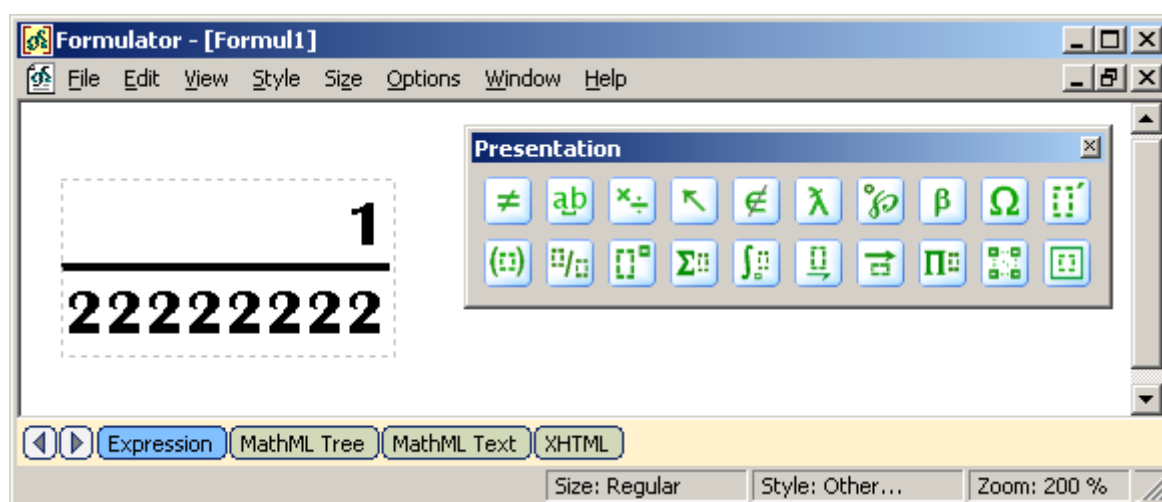 Formulator - [Formul1]
File Edit View Style Size Options Window Help
Presentation
≠ ab ×÷ ↖ ∉ λ ℘ β Ω
1
22222222
(::) Σ ∫ Π
Expression MathML Tree MathML Text XHTML
Size: Regular Style: Other... Zoom: 200 %